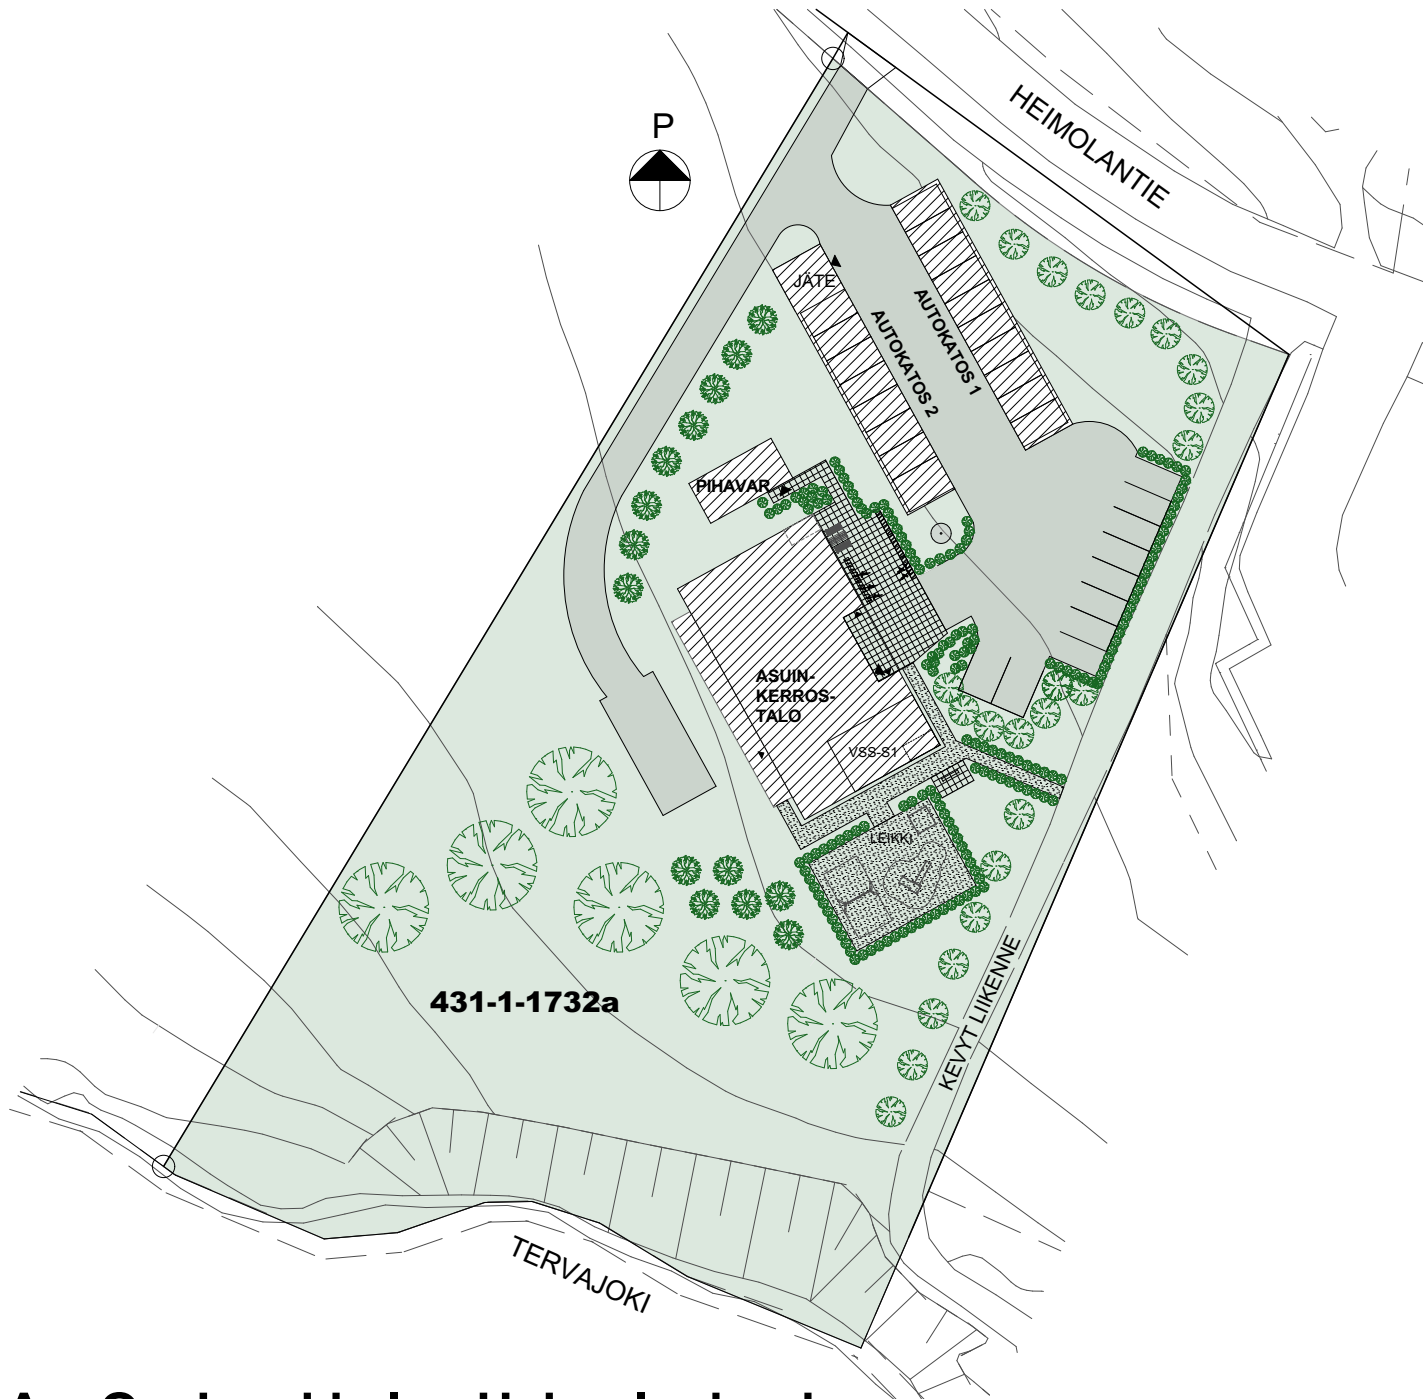 HEIMOLANTIE
P
JÄTE
AUTOKATOS 1
AUTOKATOS 2
PIHAVAR
ASUIN-
KERROS-
TALO
VSS-S1
LEIKKI
KEVYT LIIKENNE
431-1-1732a
TERVAJOKI